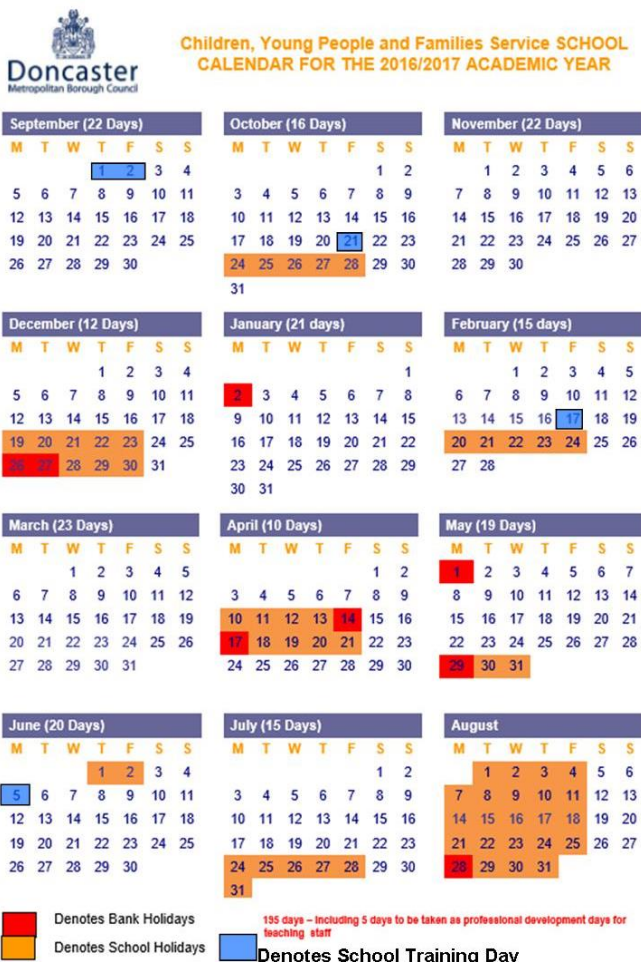 Doncaster
Metropolitan Borough Council
Children, Young People and Families Service SCHOOL
CALENDAR FOR THE 2016/2017 ACADEMIC YEAR
September (22 Days)
M T W T F S S
1 2 3 4
5 6 7 8 9 10 11
12 13 14 15 16 17 18
19 20 21 22 23 24 25
26 27 28 29 30
October (16 Days)
M T W T F S S
1 2
3 4 5 6 7 8 9
10 11 12 13 14 15 16
17 18 19 20 21 22 23
24 25 26 27 28 29 30
31
November (22 Days)
M T W T F S S
1 2 3 4 5 6
7 8 9 10 11 12 13
14 15 16 17 18 19 20
21 22 23 24 25 26 27
28 29 30
December (12 Days)
M T W T F S S
1 2 3 4
5 6 7 8 9 10 11
12 13 14 15 16 17 18
19 20 21 22 23 24 25
26 27 28 29 30 31
January (21 days)
M T W T F S S
1
2 3 4 5 6 7 8
9 10 11 12 13 14 15
16 17 18 19 20 21 22
23 24 25 26 27 28 29
30 31
February (15 days)
M T W T F S S
1 2 3 4 5
6 7 8 9 10 11 12
13 14 15 16 17 18 19
20 21 22 23 24 25 26
27 28
March (23 Days)
M T W T F S S
1 2 3 4 5
6 7 8 9 10 11 12
13 14 15 16 17 18 19
20 21 22 23 24 25 26
27 28 29 30 31
April (10 Days)
M T W T F S S
1 2
3 4 5 6 7 8 9
10 11 12 13 14 15 16
17 18 19 20 21 22 23
24 25 26 27 28 29 30
May (19 Days)
M T W T F S S
1 2 3 4 5 6 7
8 9 10 11 12 13 14
15 16 17 18 19 20 21
22 23 24 25 26 27 28
29 30 31
June (20 Days)
M T W T F S S
1 2 3 4
5 6 7 8 9 10 11
12 13 14 15 16 17 18
19 20 21 22 23 24 25
26 27 28 29 30
July (15 Days)
M T W T F S S
1 2
3 4 5 6 7 8 9
10 11 12 13 14 15 16
17 18 19 20 21 22 23
24 25 26 27 28 29 30
31
August
M T W T F S S
1 2 3 4 5 6
7 8 9 10 11 12 13
14 15 16 17 18 19 20
21 22 23 24 25 26 27
28 29 30 31
Denotes Bank Holidays
195 days – Including 5 days to be taken as professional development days for
teaching staff
Denotes School Holidays
Denotes School Training Day